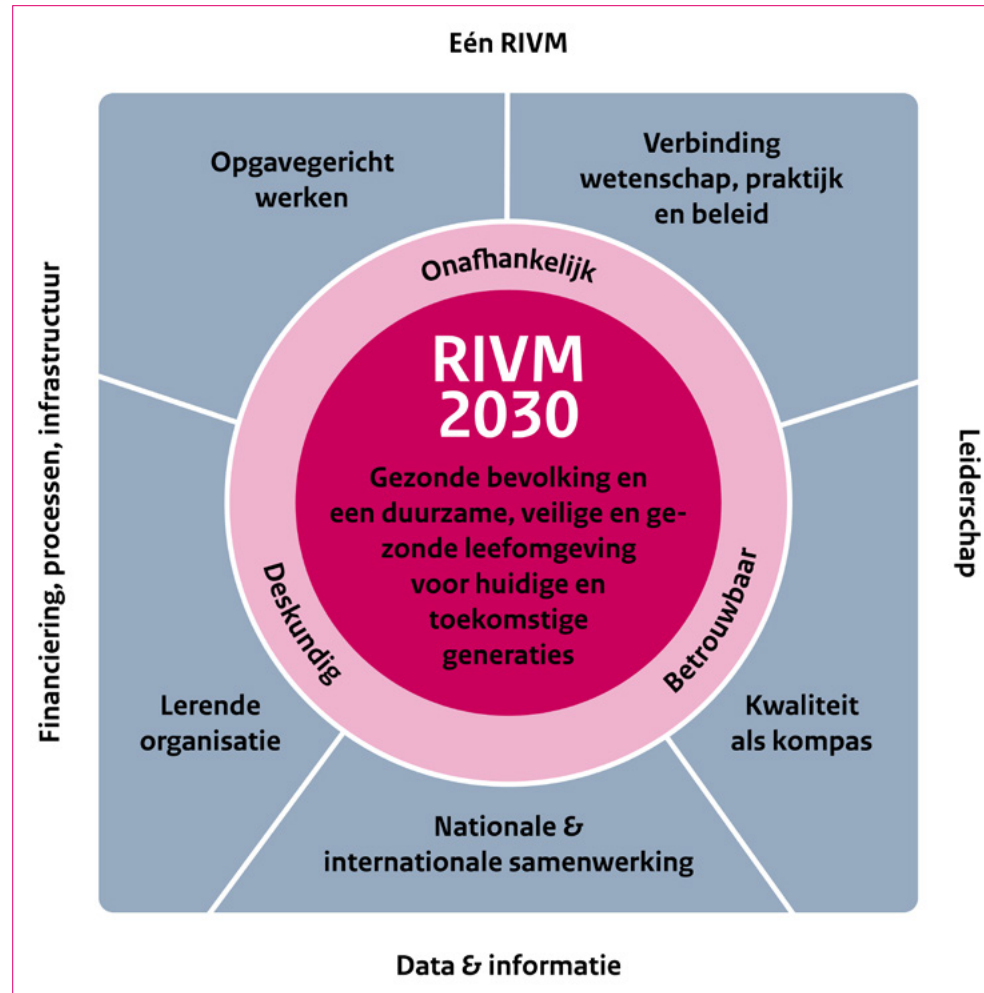 Eén RIVM
Opgavegericht
werken
Verbinding
wetenschap, praktijk
en beleid
Onafhankelijk
RIVM
2030
Gezonde bevolking en
een duurzame, veilige en ge-
zonde leefomgeving
voor huidige en
toekomstige
generaties
Deskundig
Betrouwbaar
Financiering, processen, infrastructuur
Leiderschap
Lerende
organisatie
Kwaliteit
als kompas
Nationale &
internationale samenwerking
Data & informatie